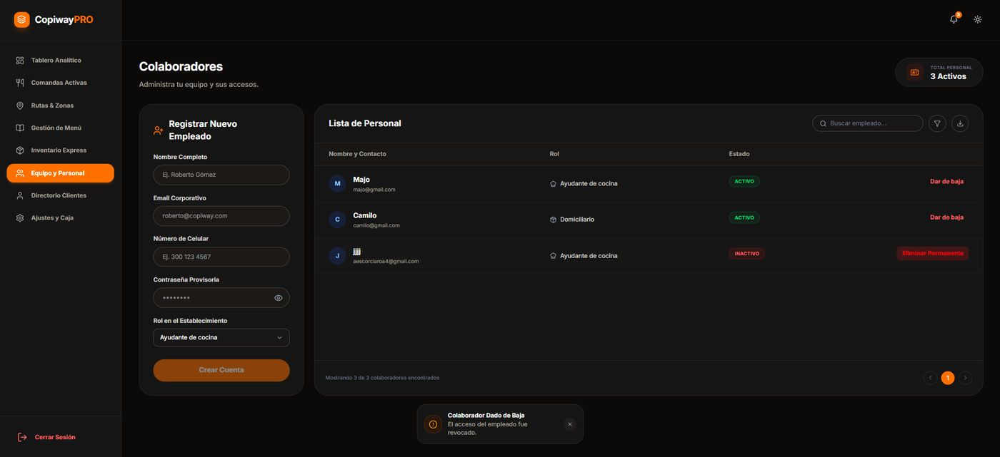 CopiwayPRO
3
Tablero Analítico
Comandas Activas
Rutas & Zonas
Gestión de Menú
Inventario Express
Equipo y Personal
Directorio Clientes
Ajustes y Caja
Cerrar Sesión
Colaboradores
Administra tu equipo y sus accesos.
TOTAL PERSONAL
3 Activos
Registrar Nuevo
Empleado
Nombre Completo
Ej. Roberto Gómez
Email Corporativo
roberto@copiway.com
Número de Celular
Ej. 300 123 4567
Contraseña Provisoria
••••••••
Rol en el Establecimiento
Ayudante de cocina
Crear Cuenta
Lista de Personal
Buscar empleado...
Nombre y Contacto Rol Estado
M Majo
majo@gmail.com
Ayudante de cocina
ACTIVO
Dar de baja
C Camilo
camilo@gmail.com
Domiciliario
ACTIVO
Dar de baja
J jjjj
aescorciaroa4@gmail.com
Ayudante de cocina
INACTIVO
Eliminar Permanente
Mostrando 3 de 3 colaboradores encontrados
1
Colaborador Dado de Baja
El acceso del empleado fue
revocado.